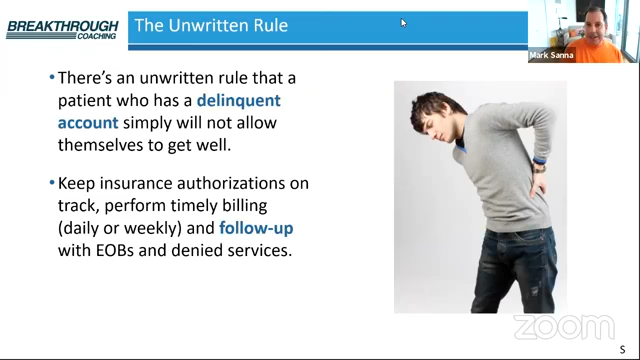 BREAKTHROUGH
COACHING
The Unwritten Rule
Mark Sanna
• There's an unwritten rule that a
patient who has a delinquent
account simply will not allow
themselves to get well.
• Keep insurance authorizations on
track, perform timely billing
(daily or weekly) and follow-up
with EOBs and denied services.
zoom
S